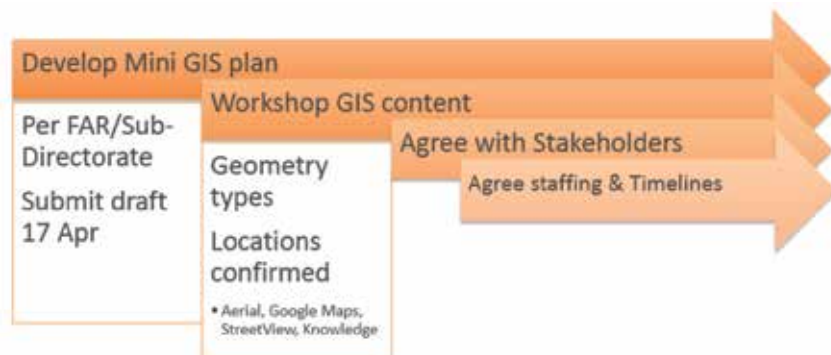 Develop Mini GIS plan
Per FAR/Sub-
Directorate
Submit draft
17 Apr
Workshop GIS content
Geometry
types
Locations
confirmed
• Aerial, Google Maps,
StreetView, Knowledge
Agree with Stakeholders
Agree staffing & Timelines